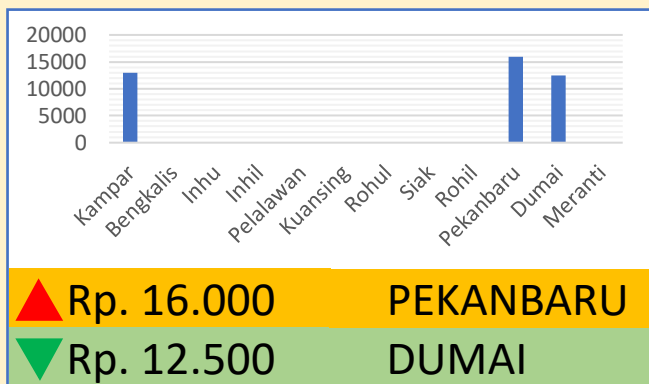 20000
15000
10000
5000
0
Kampar
Bengkalis
Inhu
Inhil
Pelalawan
Kuansing
Rohul
Siak
Rohil
Pekanbaru
Dumai
Meranti
Rp. 16.000 PEKANBARU
Rp. 12.500 DUMAI